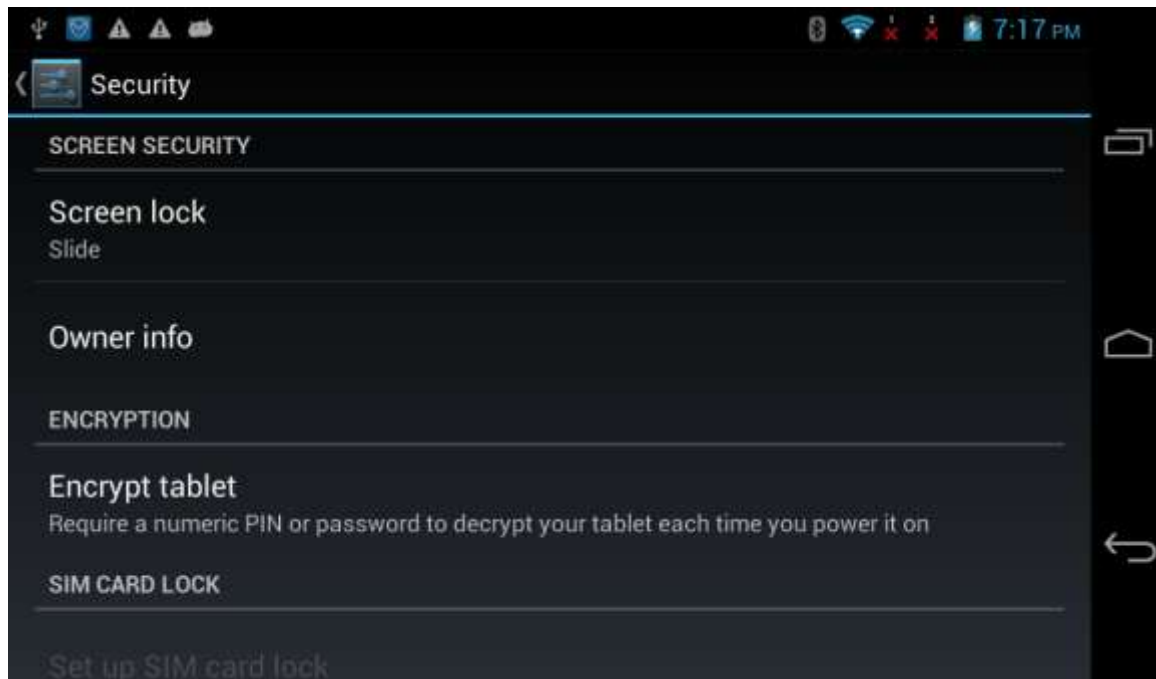 7:17 PM
Security
SCREEN SECURITY
Screen lock
Slide
Owner info
ENCRYPTION
Encrypt tablet
Require a numeric PIN or password to decrypt your tablet each time you power it on
SIM CARD LOCK
Set up SIM card lock